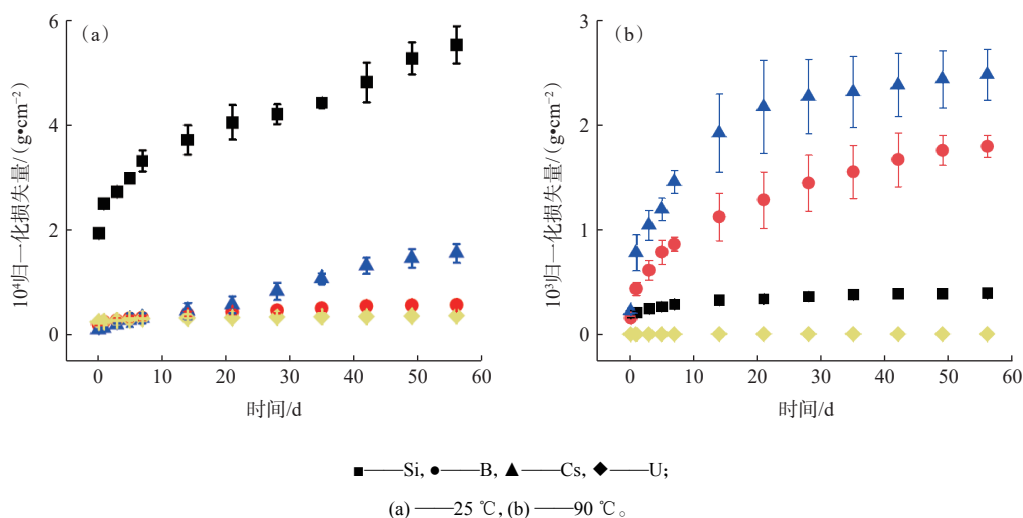 (a)
6
4
2
0
10⁴归一化损失量/(g•cm⁻²)
0 10 20 30 40 50 60
时间/d
(b)
3
2
1
0
10³归一化损失量/(g•cm⁻²)
0 10 20 30 40 50 60
时间/d
■——Si, ●——B, ▲——Cs, ◆——U;
(a) ——25 ℃, (b) ——90 ℃。